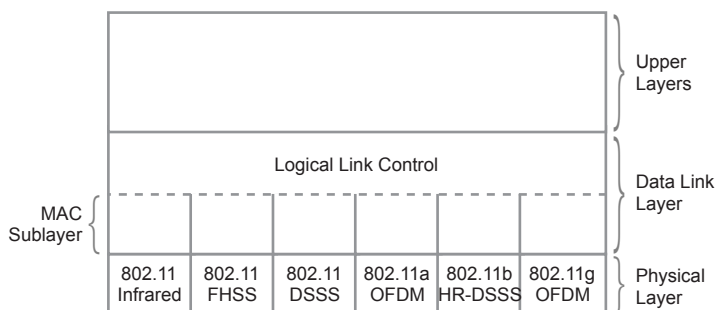 Upper
Layers
Logical Link Control
Data Link
Layer
MAC
Sublayer
802.11
Infrared
802.11
FHSS
802.11
DSSS
802.11a
OFDM
802.11b
HR-DSSS
802.11g
OFDM
Physical
Layer